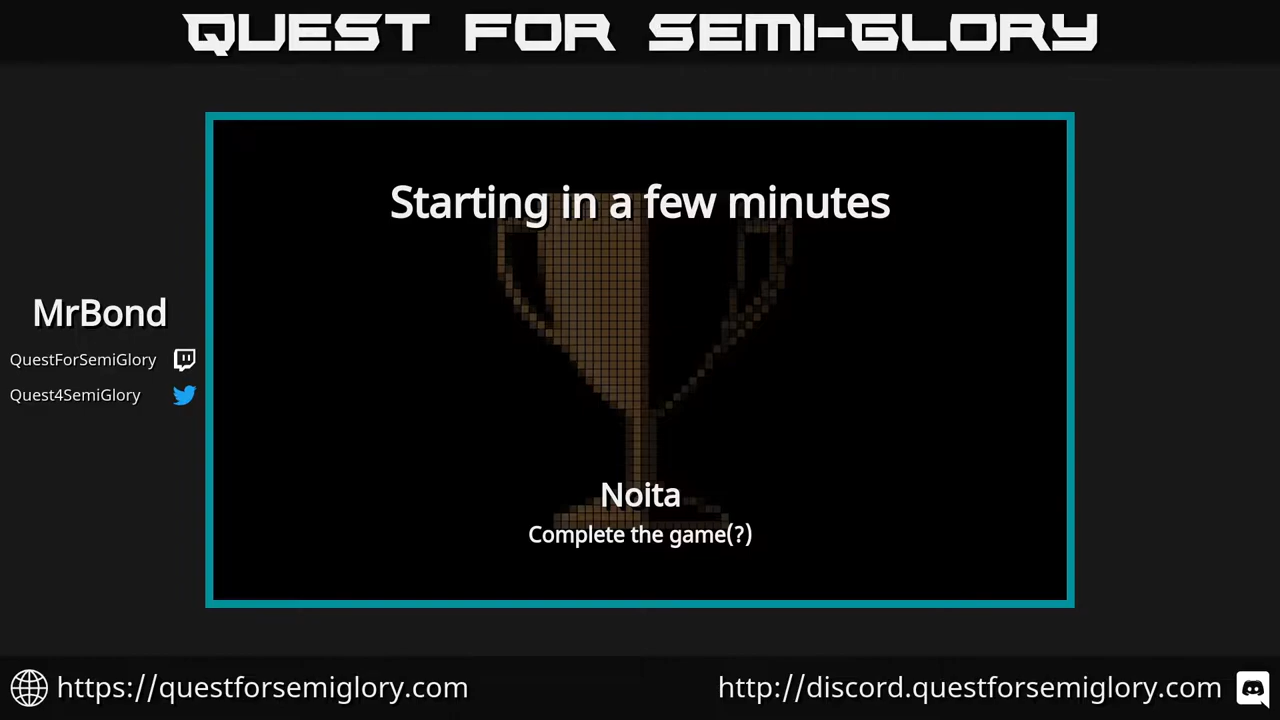 QUEST FOR SEMI-GLORY
Starting in a few minutes
MrBond
QuestForSemiGlory
Quest4SemiGlory
Noita
Complete the game(?)
https://questforsemiglory.com
http://discord.questforsemiglory.com